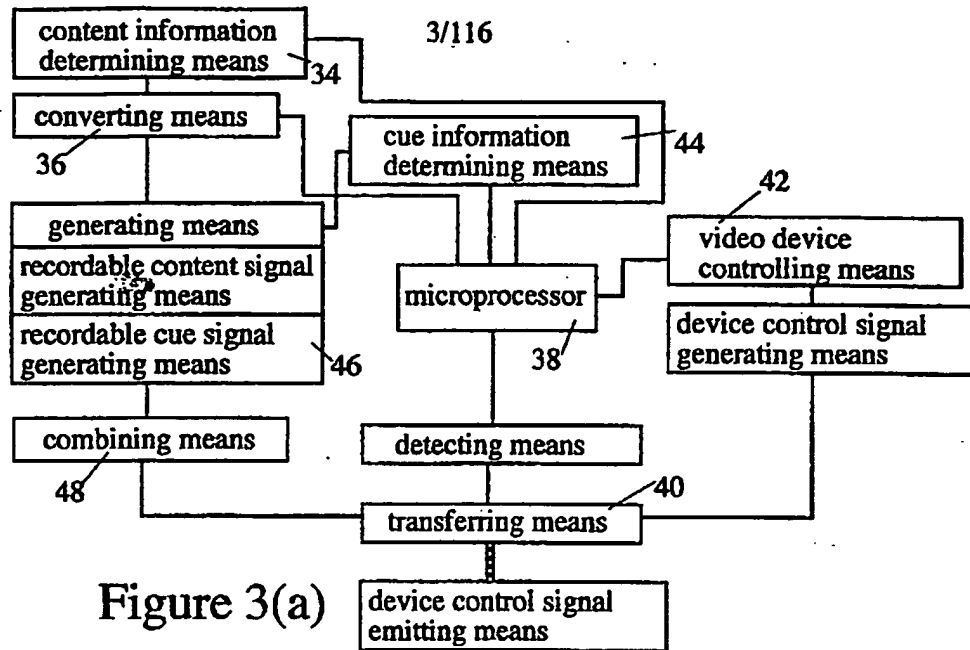 3/116
content information
determining means
34
converting means
36
cue information
determining means
44
42
generating means
recordable content signal
generating means
recordable cue signal
generating means
46
microprocessor
38
video device
controlling means
device control signal
generating means
combining means
48
detecting means
40
transferring means
Figure 3(a)
device control signal
emitting means